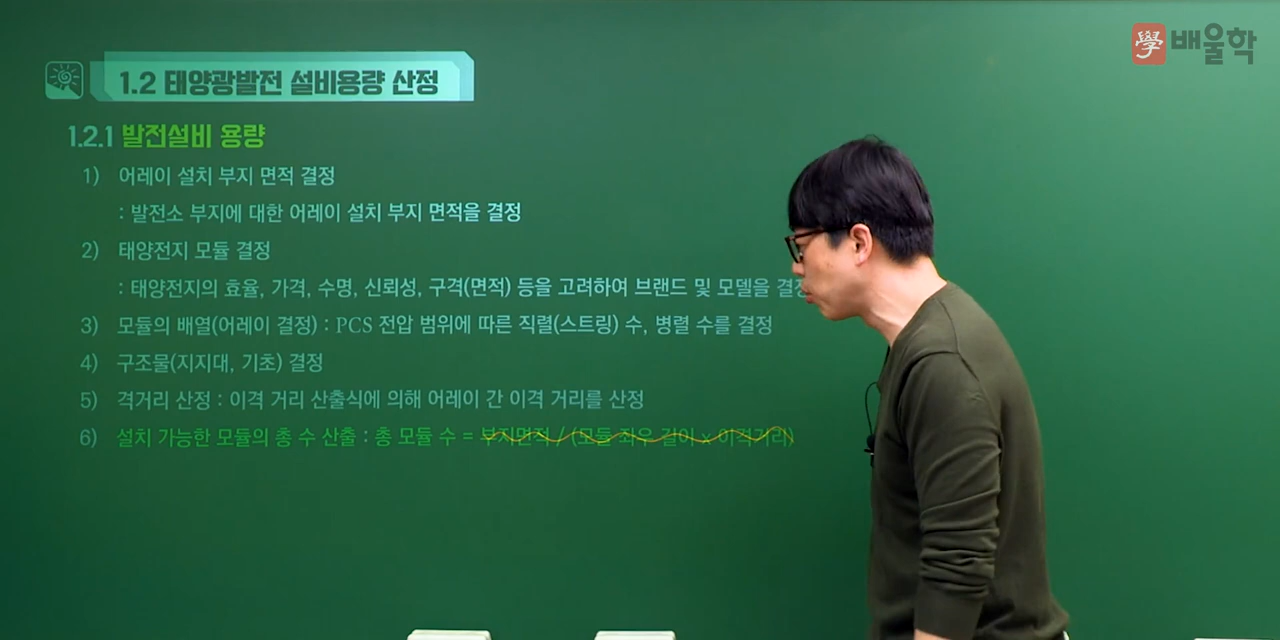 學 배울학
1.2 태양광발전 설비용량 산정
1.2.1 발전설비 용량
1) 어레이 설치 부지 면적 결정
: 발전소 부지에 대한 어레이 설치 부지 면적을 결정
2) 태양전지 모듈 결정
: 태양전지의 효율, 가격, 수명, 신뢰성, 구격(면적) 등을 고려하여 브랜드 및 모델을 결정
3) 모듈의 배열(어레이 결정) : PCS 전압 범위에 따른 직렬(스트링) 수, 병렬 수를 결정
4) 구조물(지지대, 기초) 결정
5) 격거리 산정 : 이격 거리 산출식에 의해 어레이 간 이격 거리를 산정
6) 설치 가능한 모듈의 총 수 산출 : 총 모듈 수 = 부지면적 / (모듈 좌우 길이 x 이격거리)